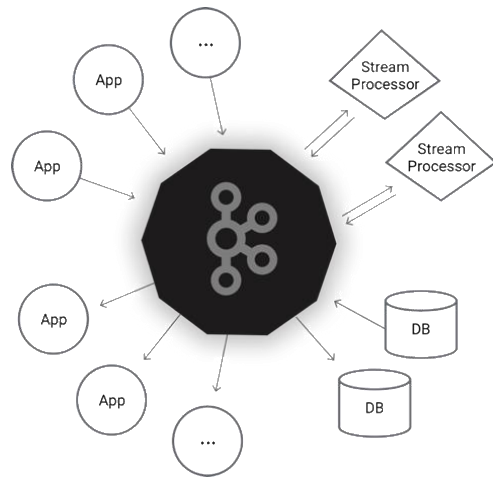 ...
App
App
Stream
Processor
Stream
Processor
App
App
...
DB
DB